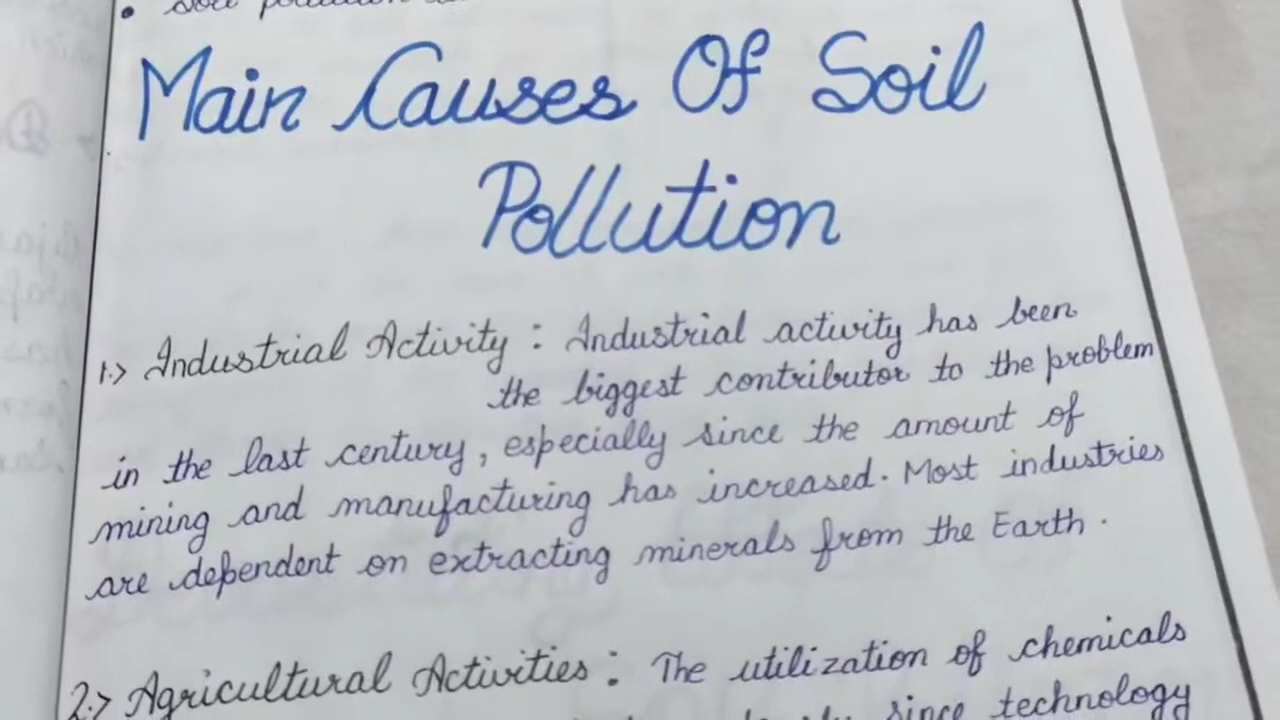 • Soil pollution
Main Causes Of Soil
Pollution
1.> Industrial Activity : Industrial activity has been
the biggest contributor to the problem
in the last century, especially since the amount of
mining and manufacturing has increased. Most industries
are dependent on extracting minerals from the Earth.
2.> Agricultural Activities : The utilization of chemicals
since technology